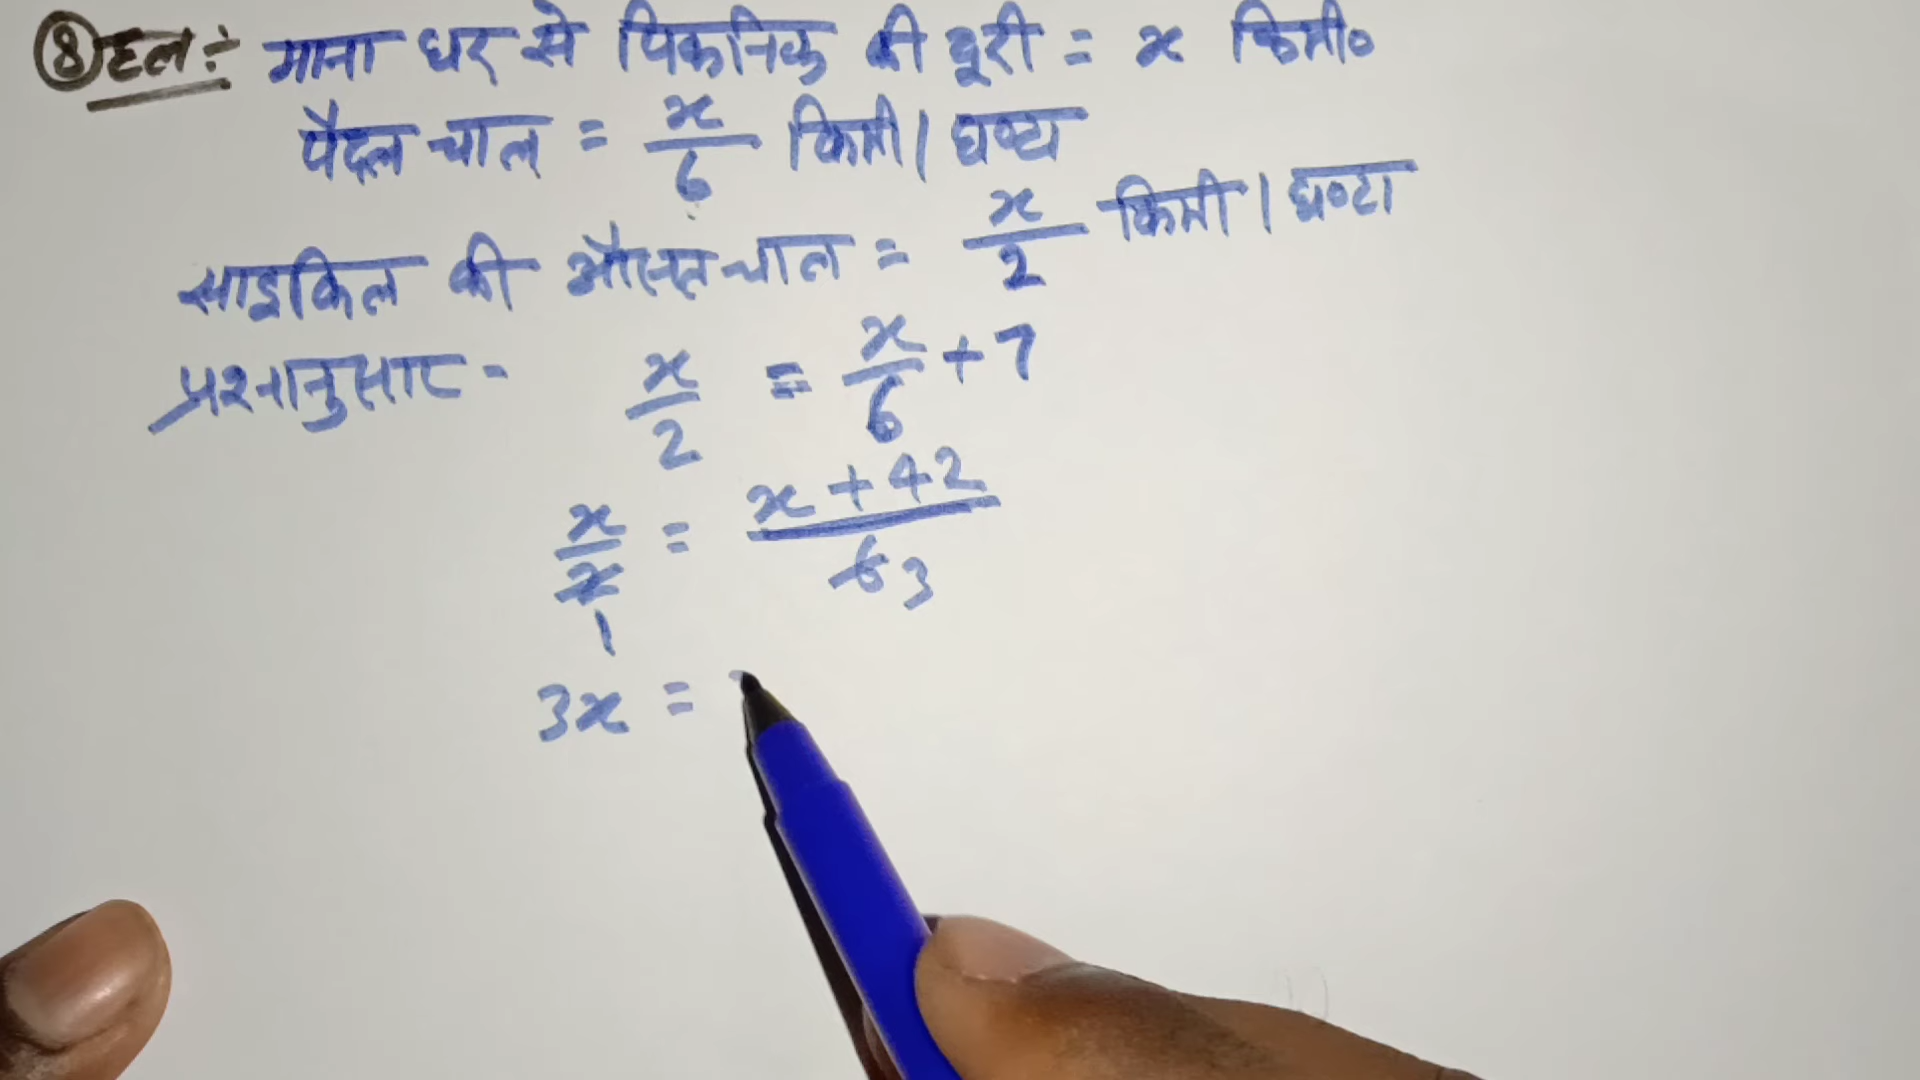 ⑧ हल :- माना घर से पिकनिक की दूरी = x किमी०
पैदल चाल = x/6 किमी। घण्टा
साइकिल की औसत चाल = x/2 किमी। घण्टा
प्रश्नानुसार - x/2 = x/6 + 7
x/2 1 = x + 42/6 3
3x =